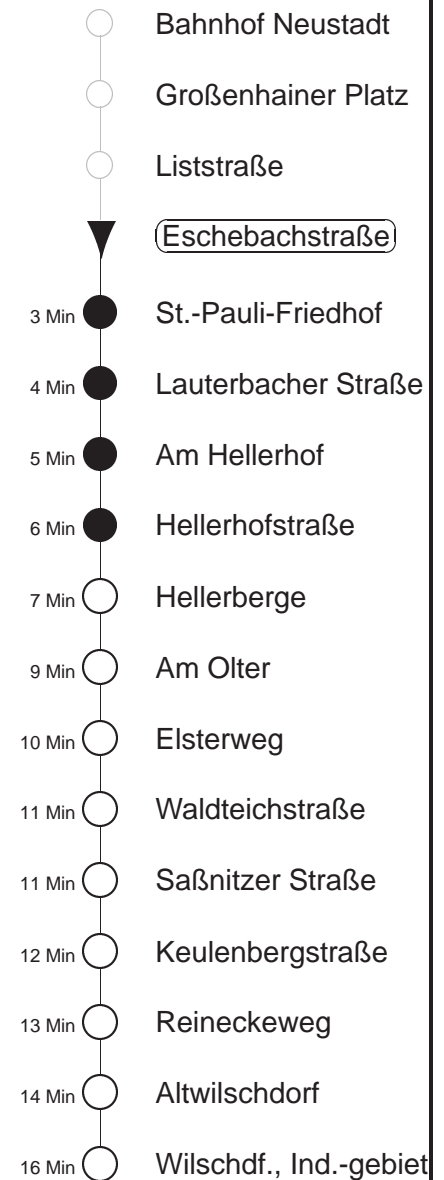 Bahnhof Neustadt
Großenhainer Platz
Liststraße
Eschebachstraße
3 Min St.-Pauli-Friedhof
4 Min Lauterbacher Straße
5 Min Am Hellerhof
6 Min Hellerhofstraße
7 Min Hellerberge
9 Min Am Olter
10 Min Elsterweg
11 Min Waldteichstraße
11 Min Saßnitzer Straße
12 Min Keulenbergstraße
13 Min Reineckeweg
14 Min Altwilschdorf
16 Min Wilschdf., Ind.-gebiet